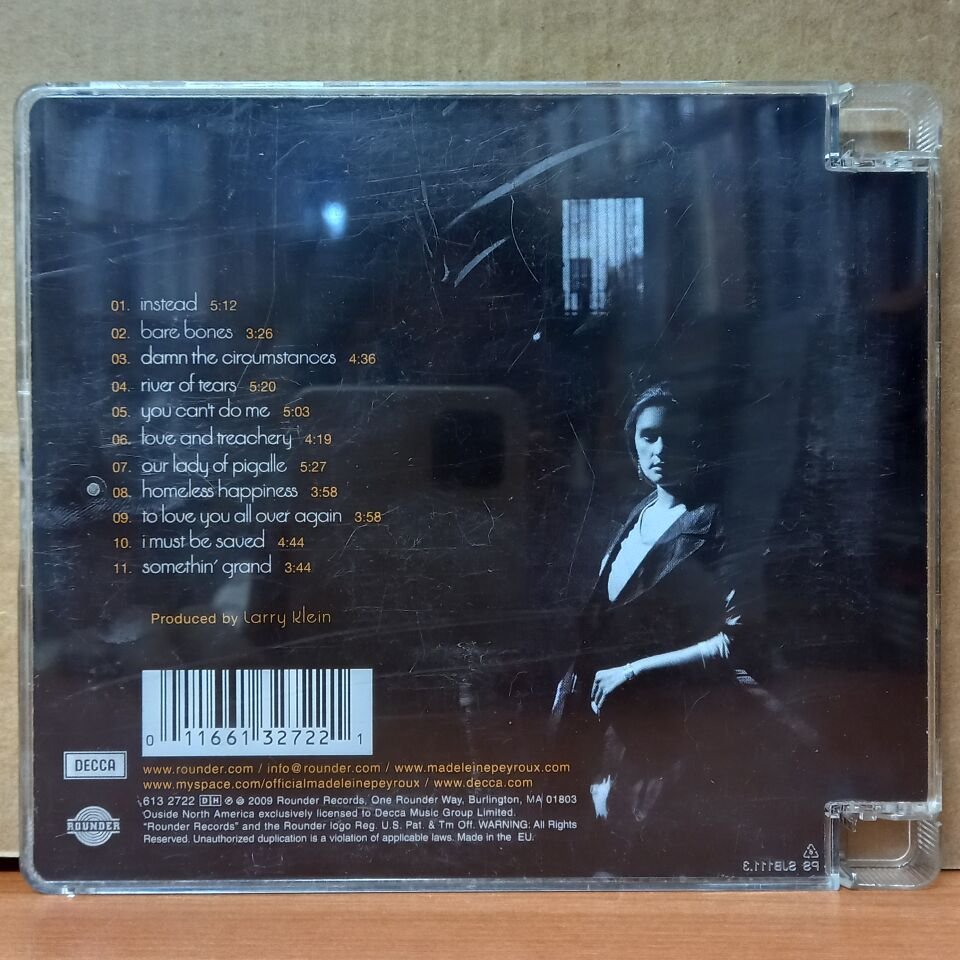 01. instead 5:12
02. bare bones 3:26
03. damn the circumstances 4:36
04. river of tears 5:20
05. you can't do me 5:03
06. love and treachery 4:19
07. our lady of pigalle 5:27
08. homeless happiness 3:58
09. to love you all over again 3:58
10. i must be saved 4:44
11. somethin' grand 3:44
Produced by Larry Klein
0 11661 32722 1
DECCA
www.rounder.com / info@rounder.com / www.madeleinepeyroux.com
www.myspace.com/officialmadeleinepeyroux / www.decca.com
ROUNDER
613 2722 DIH ℗ © 2009 Rounder Records, One Rounder Way, Burlington, MA 01803
Ouside North America exclusively licensed to Decca Music Group Limited.
"Rounder Records" and the Rounder logo Reg. U.S. Pat. & Tm Off. WARNING: All Rights
Reserved. Unauthorized duplication is a violation of applicable laws. Made in the EU.
PS SJB111.3